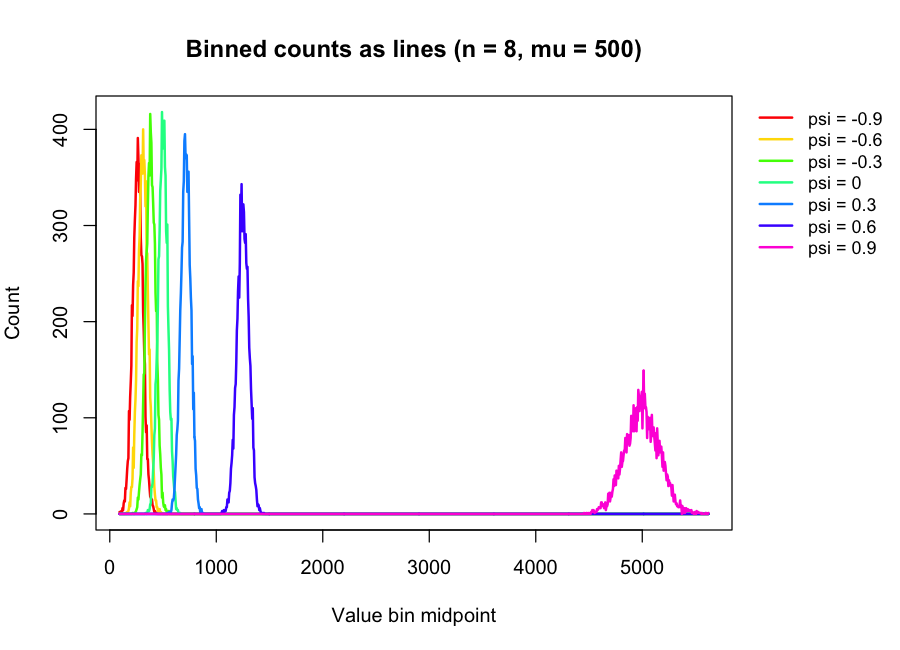 Binned counts as lines (n = 8, mu = 500)
psi = -0.9
psi = -0.6
psi = -0.3
psi = 0
psi = 0.3
psi = 0.6
psi = 0.9
Count
400
300
200
100
0
0 1000 2000 3000 4000 5000
Value bin midpoint